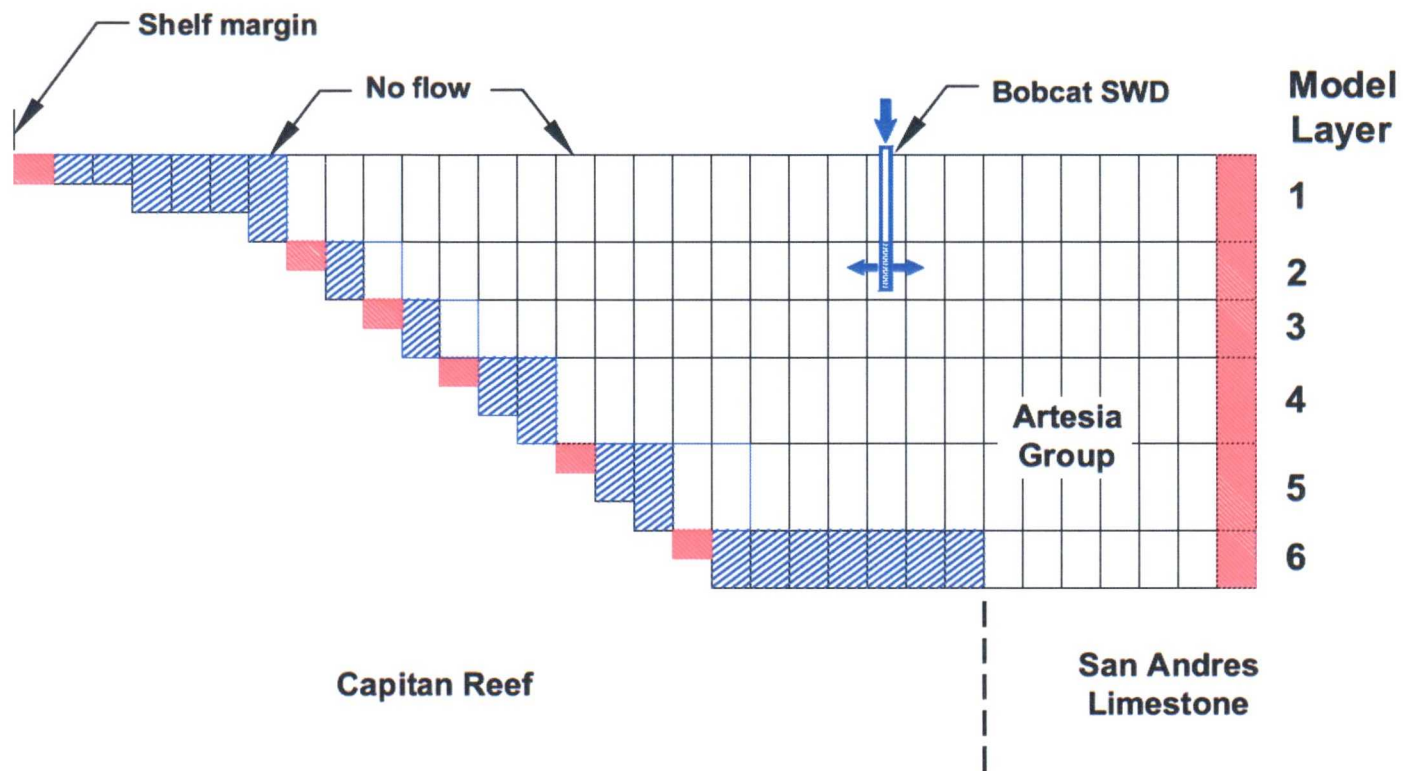 Shelf margin
No flow
Bobcat SWD
Model
Layer
1
2
3
4
5
6
Artesia
Group
Capitan Reef
San Andres
Limestone